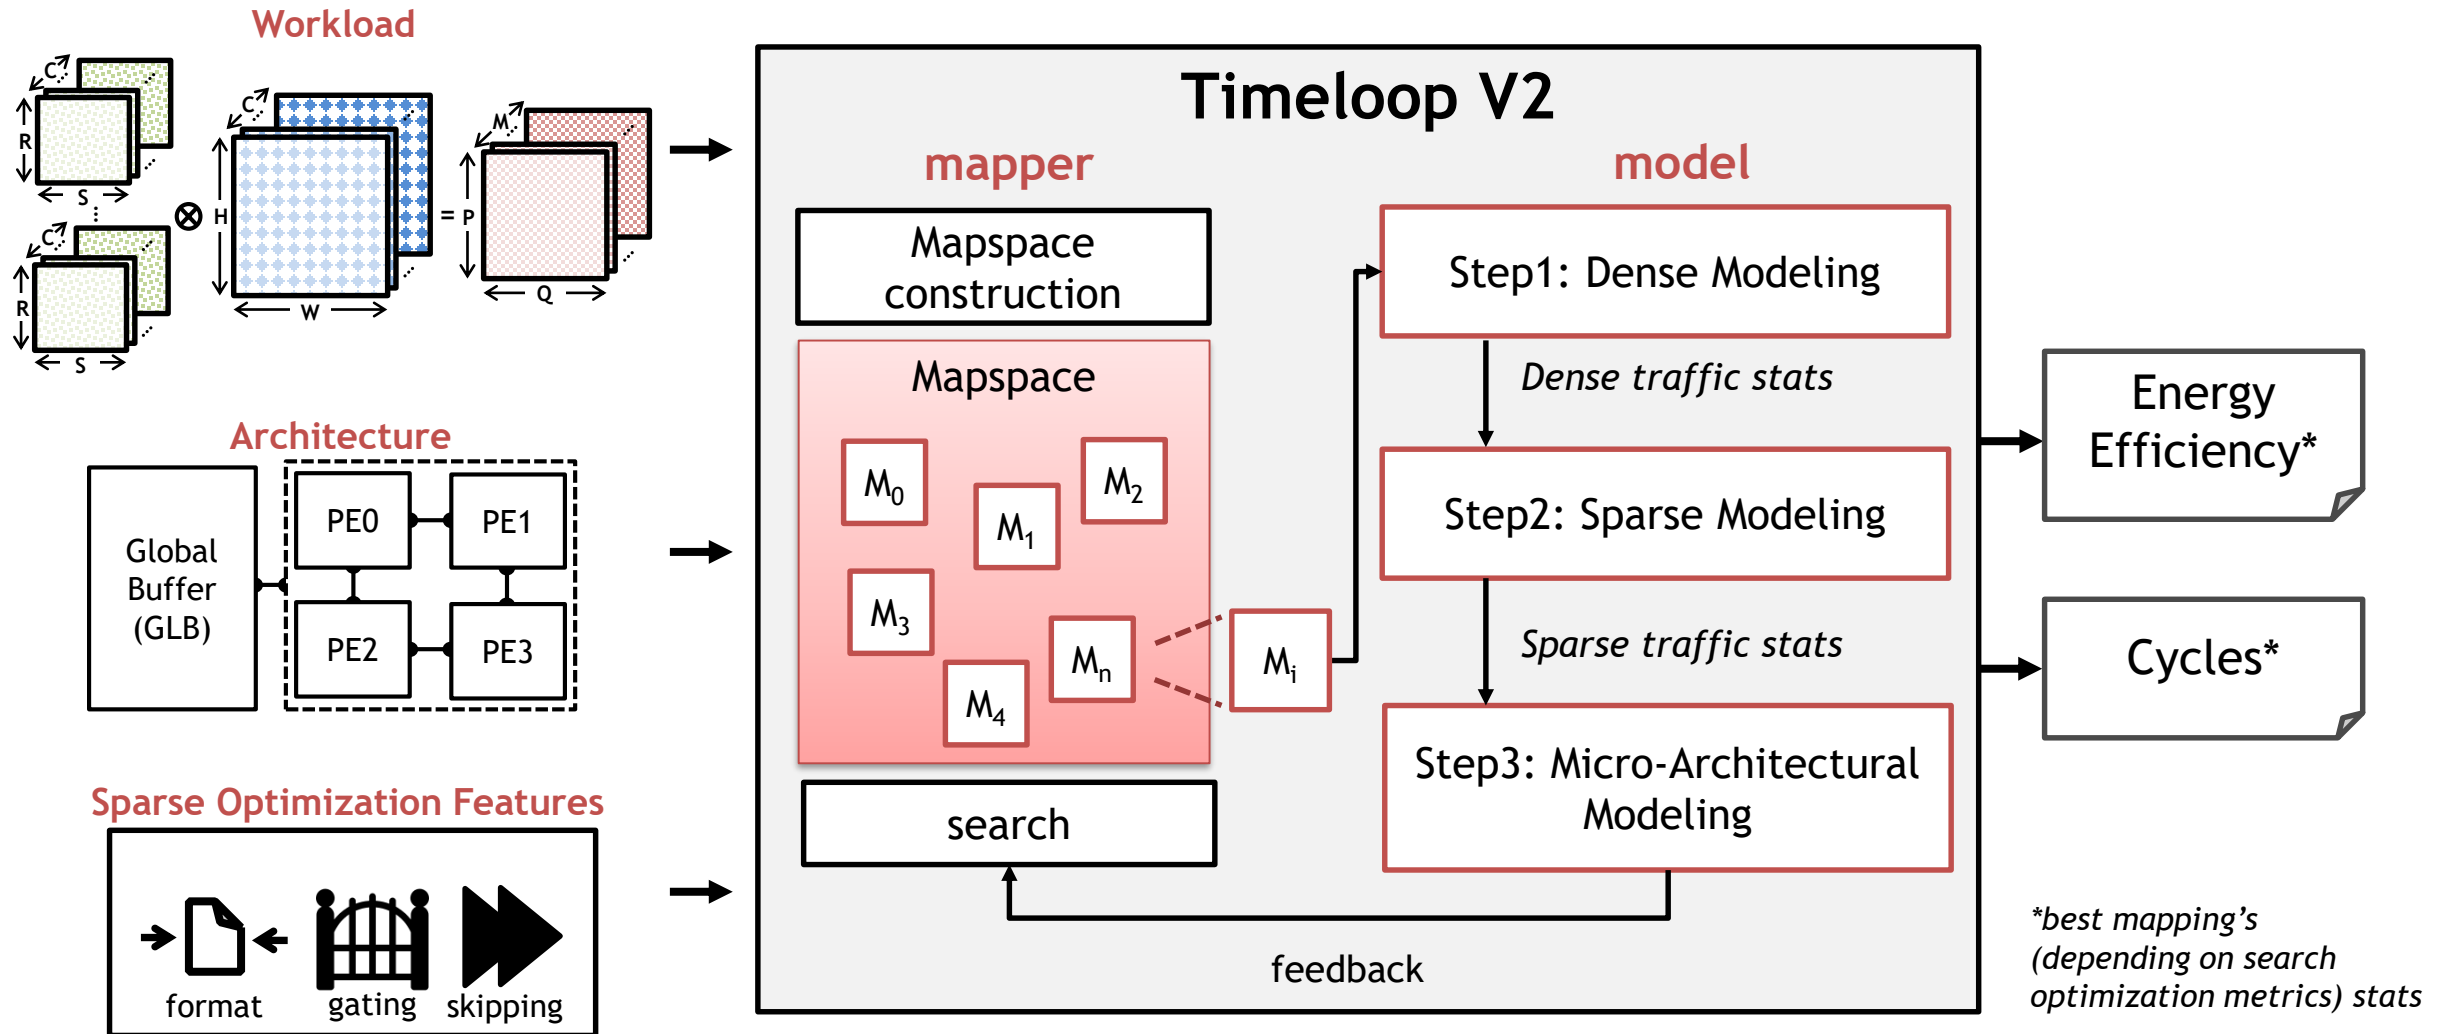 Workload
C
R
S
C
R
S
⊗
C
H
W
=
M
P
Q
Architecture
Global
Buffer
(GLB)
PE0
PE1
PE2
PE3
Sparse Optimization Features
format
gating
skipping
Timeloop V2
mapper
Mapspace
construction
Mapspace
M0
M1
M2
M3
M4
Mn
Mi
search
model
Step1: Dense Modeling
Dense traffic stats
Step2: Sparse Modeling
Sparse traffic stats
Step3: Micro-Architectural
Modeling
feedback
Energy
Efficiency*
Cycles*
*best mapping’s
(depending on search
optimization metrics) stats